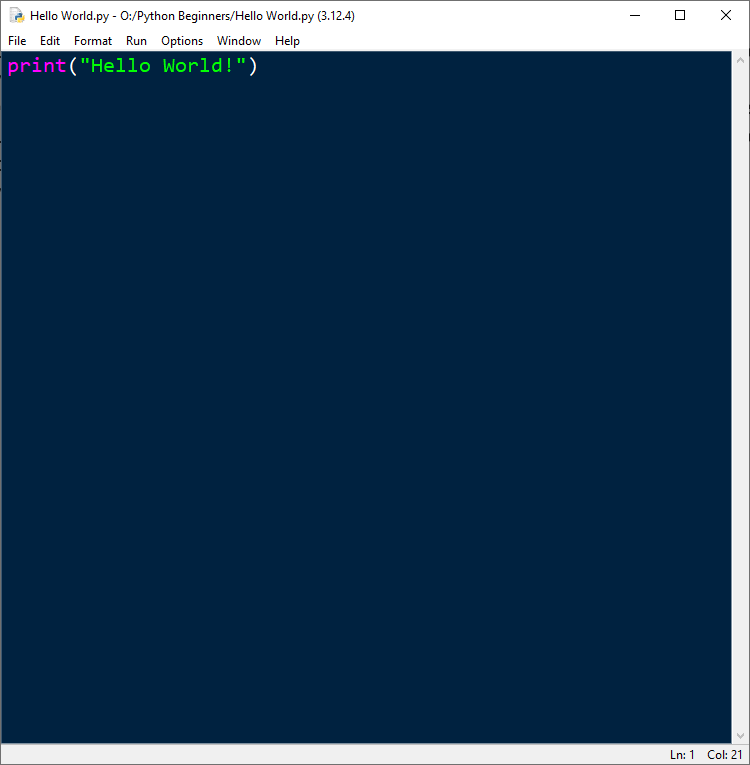 Hello World.py - O:/Python Beginners/Hello World.py (3.12.4)
File Edit Format Run Options Window Help
print("Hello World!")
Ln: 1 Col: 21